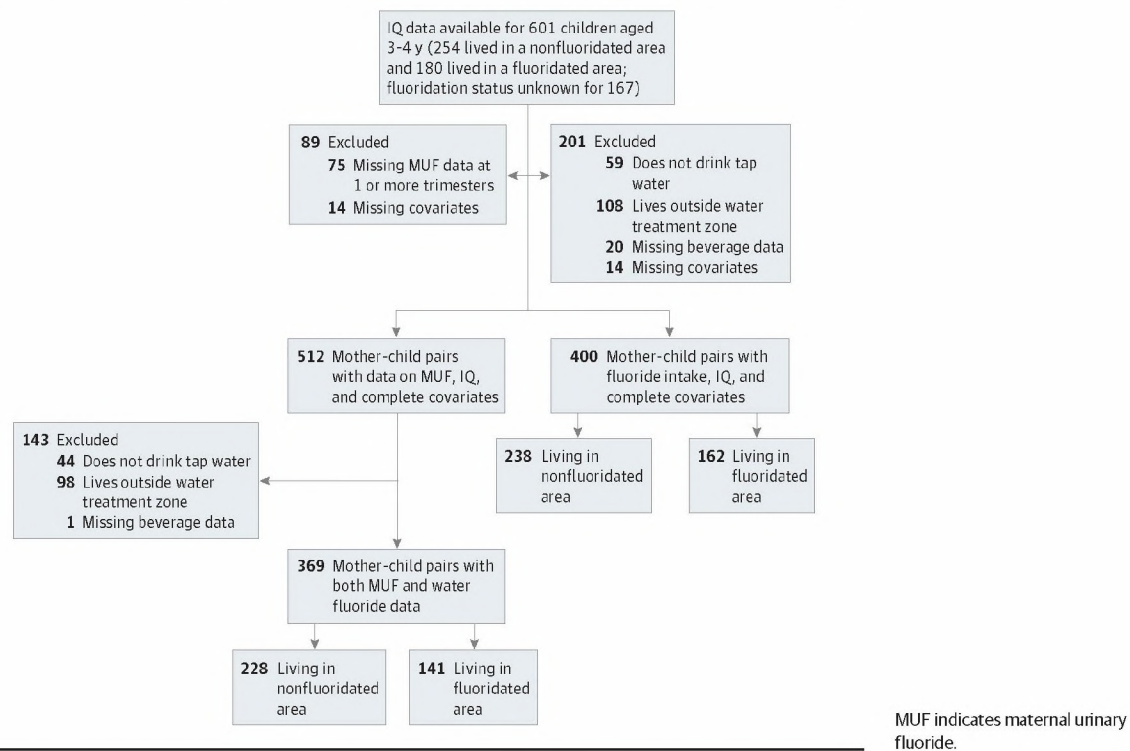 IQ data available for 601 children aged
3-4 y (254 lived in a nonfluoridated area
and 180 lived in a fluoridated area;
fluoridation status unknown for 167)
89 Excluded
75 Missing MUF data at
1 or more trimesters
14 Missing covariates
201 Excluded
59 Does not drink tap
water
108 Lives outside water
treatment zone
20 Missing beverage data
14 Missing covariates
512 Mother-child pairs
with data on MUF, IQ,
and complete covariates
400 Mother-child pairs with
fluoride intake, IQ, and
complete covariates
143 Excluded
44 Does not drink tap water
98 Lives outside water
treatment zone
1 Missing beverage data
238 Living in
nonfluoridated
area
162 Living in
fluoridated
area
369 Mother-child pairs with
both MUF and water
fluoride data
228 Living in
nonfluoridated
area
141 Living in
fluoridated
area
MUF indicates maternal urinary
fluoride.